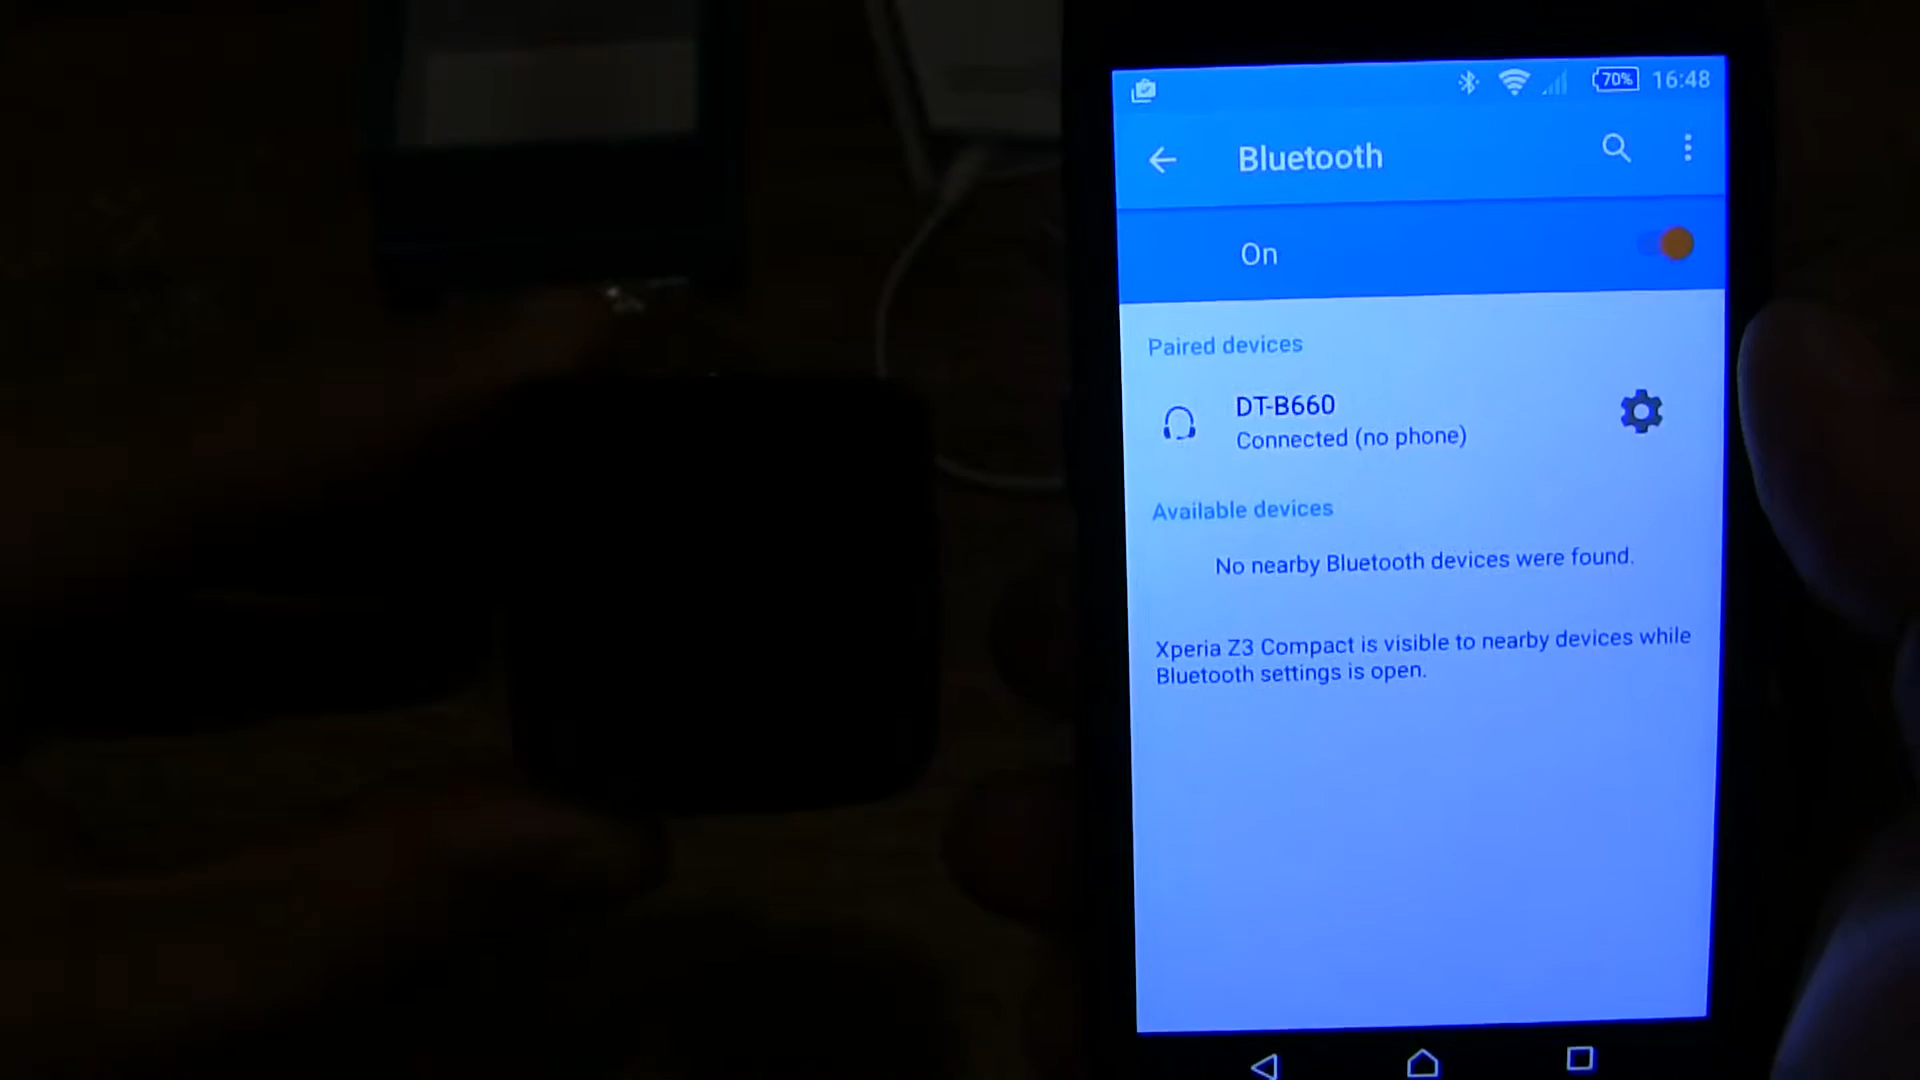 70% 16:48
Bluetooth
On
Paired devices
DT-B660
Connected (no phone)
Available devices
No nearby Bluetooth devices were found.
Xperia Z3 Compact is visible to nearby devices while
Bluetooth settings is open.